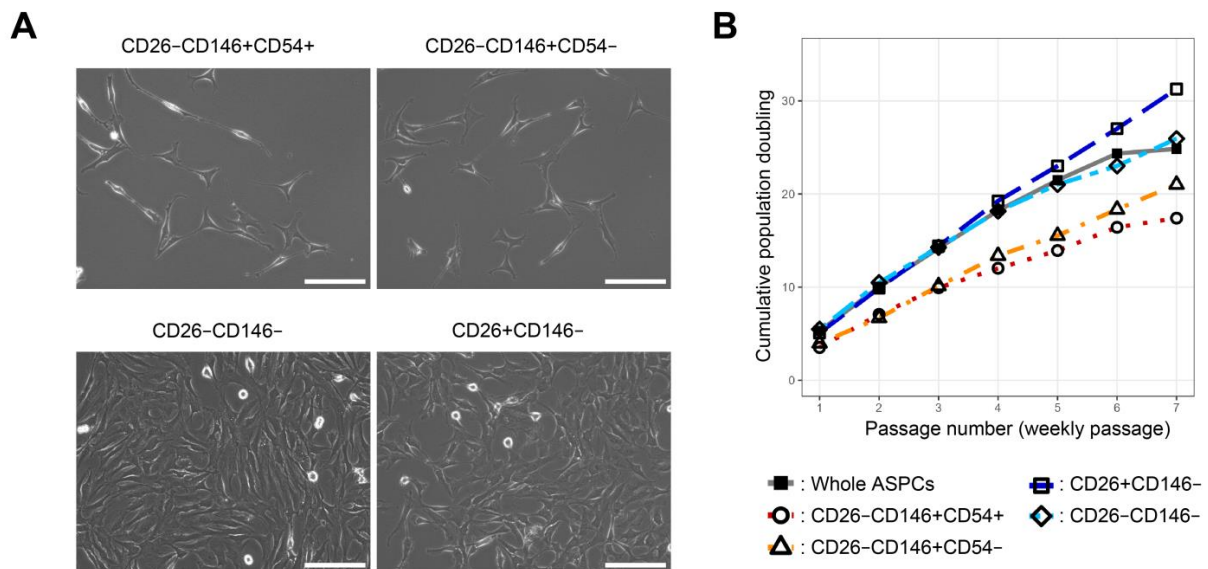 A
CD26−CD146+CD54+
CD26−CD146+CD54−
CD26−CD146−
CD26+CD146−
B
Cumulative population doubling
30
20
10
0
1 2 3 4 5 6 7
Passage number (weekly passage)
: Whole ASPCs
: CD26−CD146+CD54+
: CD26−CD146+CD54−
: CD26+CD146−
: CD26−CD146−